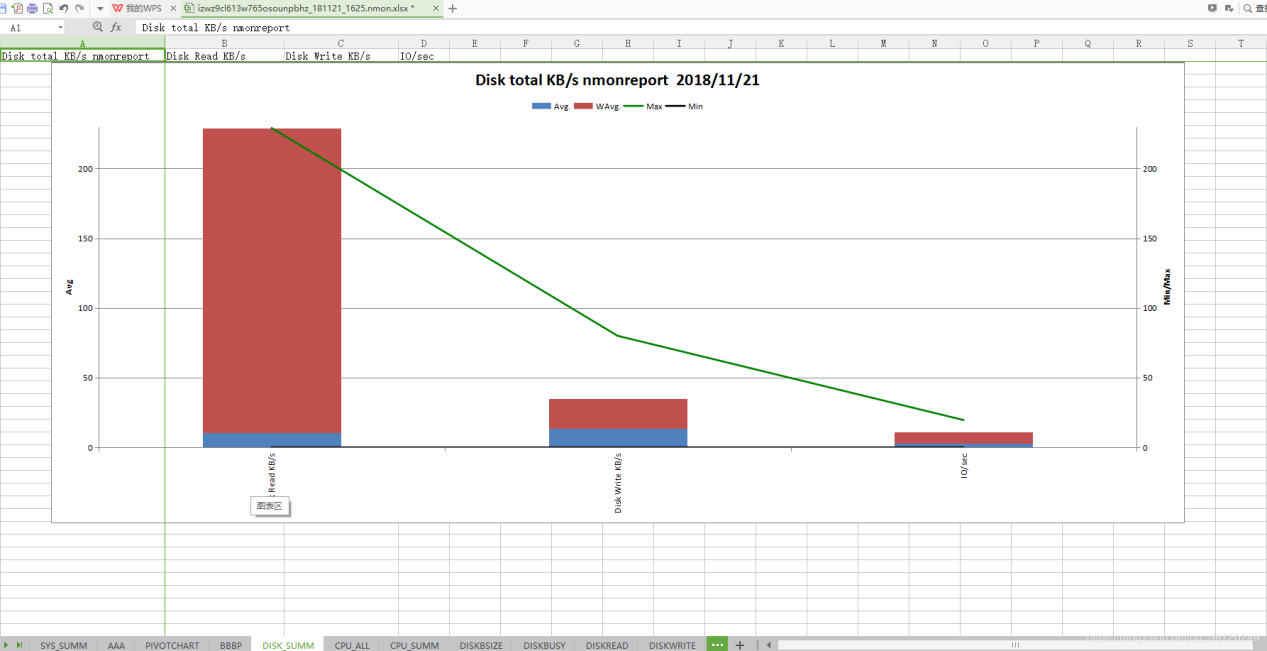 我的WPS × izwz9cl613w765osounpbhz_181121_1625.nmon.xlsx * × +
A1 fx Disk total KB/s nmonreport
A B C D E F G H I J K L M N O P Q R S T
Disk total KB/s nmonreport Disk Read KB/s Disk Write KB/s IO/sec
Disk total KB/s nmonreport 2018/11/21
Avg. WAvg. Max Min
200 200
150 150
Avg Min/Max
100 100
50 50
0 0
Read KB/s Disk Write KB/s IO/sec
图表区
SYS_SUMM AAA PIVOTCHART BBBP DISK_SUMM CPU_ALL CPU_SUMM DISKBSIZE DISKBUSY DISKREAD DISKWRITE ... +